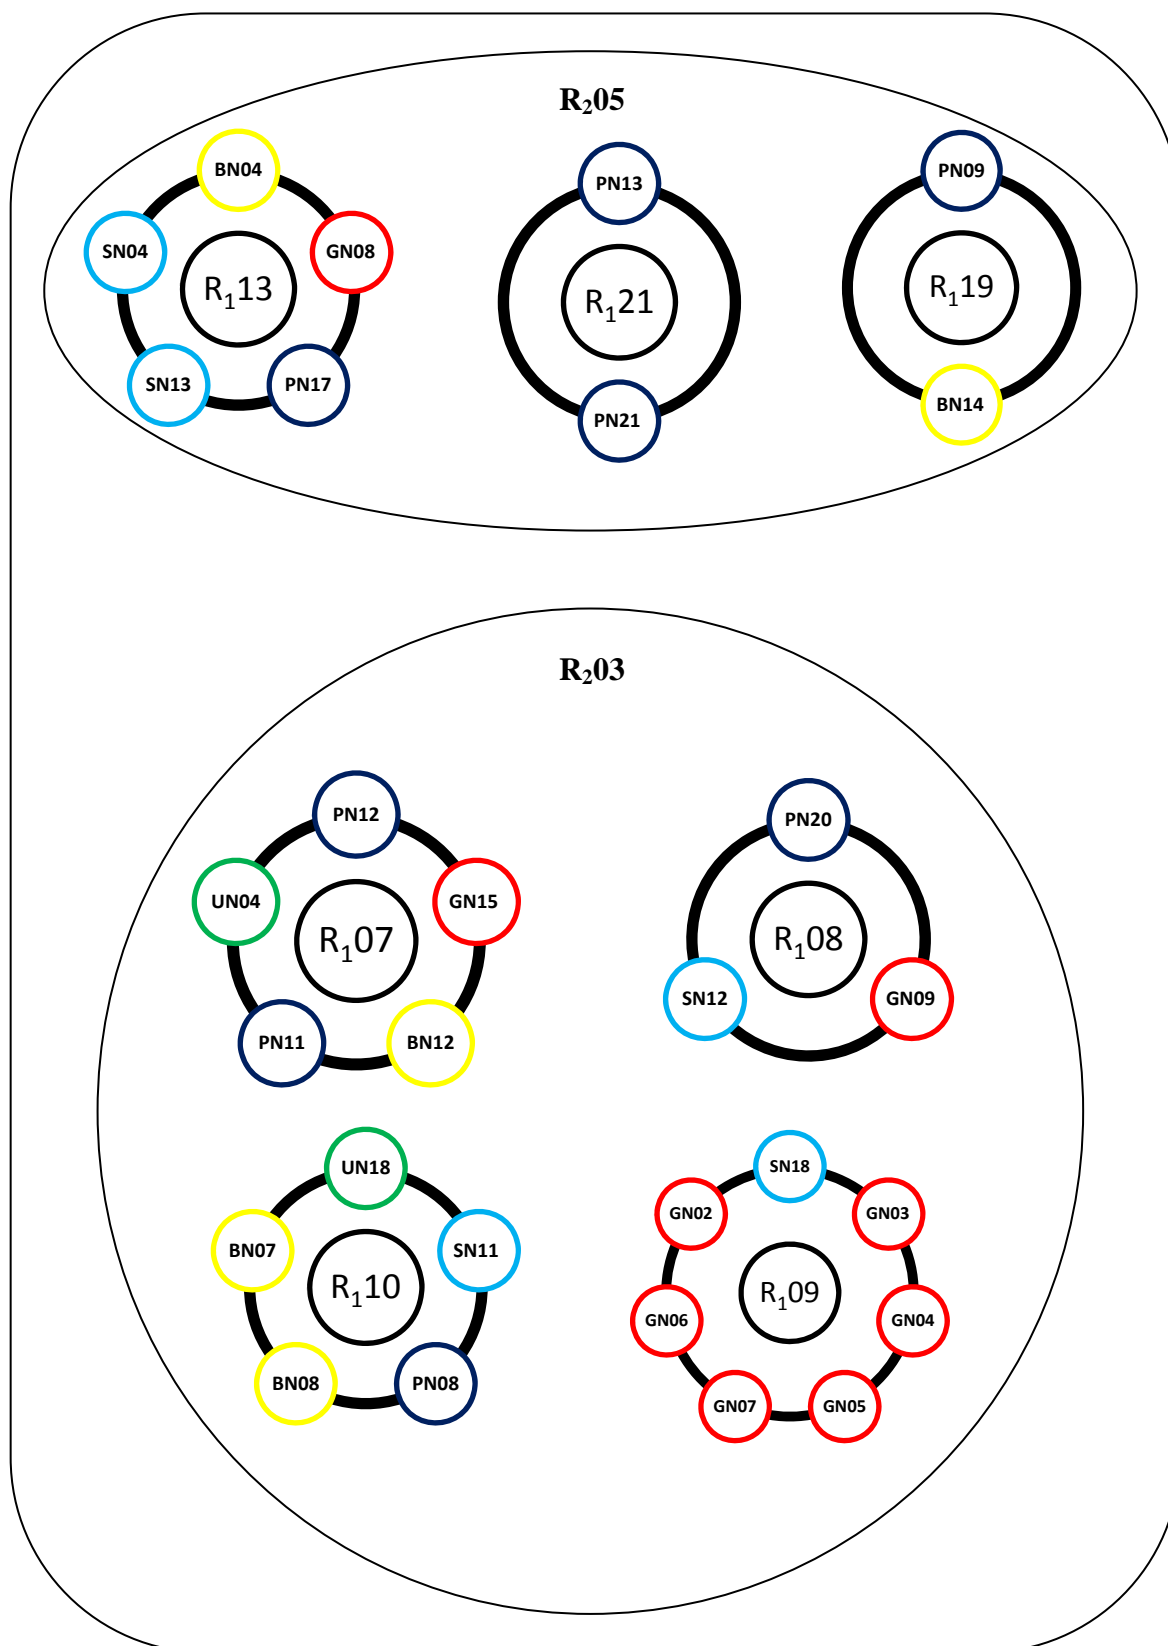 R₂05
BN04
SN04
GN08
R₁13
SN13
PN17
PN13
R₁21
PN21
PN09
R₁19
BN14
R₂03
PN12
UN04
GN15
R₁07
PN11
BN12
PN20
R₁08
SN12
GN09
UN18
BN07
SN11
R₁10
BN08
PN08
SN18
GN02
GN03
R₁09
GN06
GN04
GN07
GN05